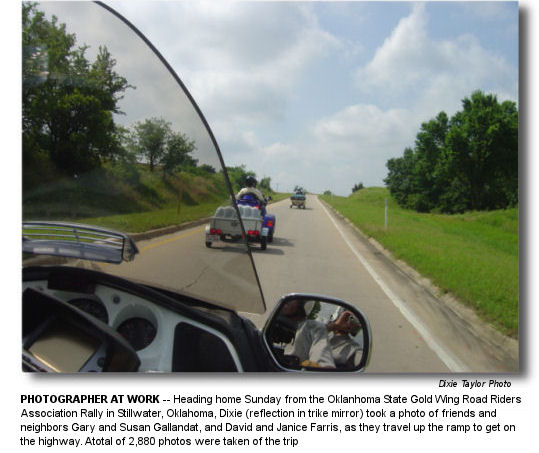 Dixie Taylor Photo
PHOTOGRAPHER AT WORK -- Heading home Sunday from the Oklanhoma State Gold Wing Road Riders
Association Rally in Stillwater, Oklahoma, Dixie (reflection in trike mirror) took a photo of friends and
neighbors Gary and Susan Gallandat, and David and Janice Farris, as they travel up the ramp to get on
the highway. Atotal of 2,880 photos were taken of the trip